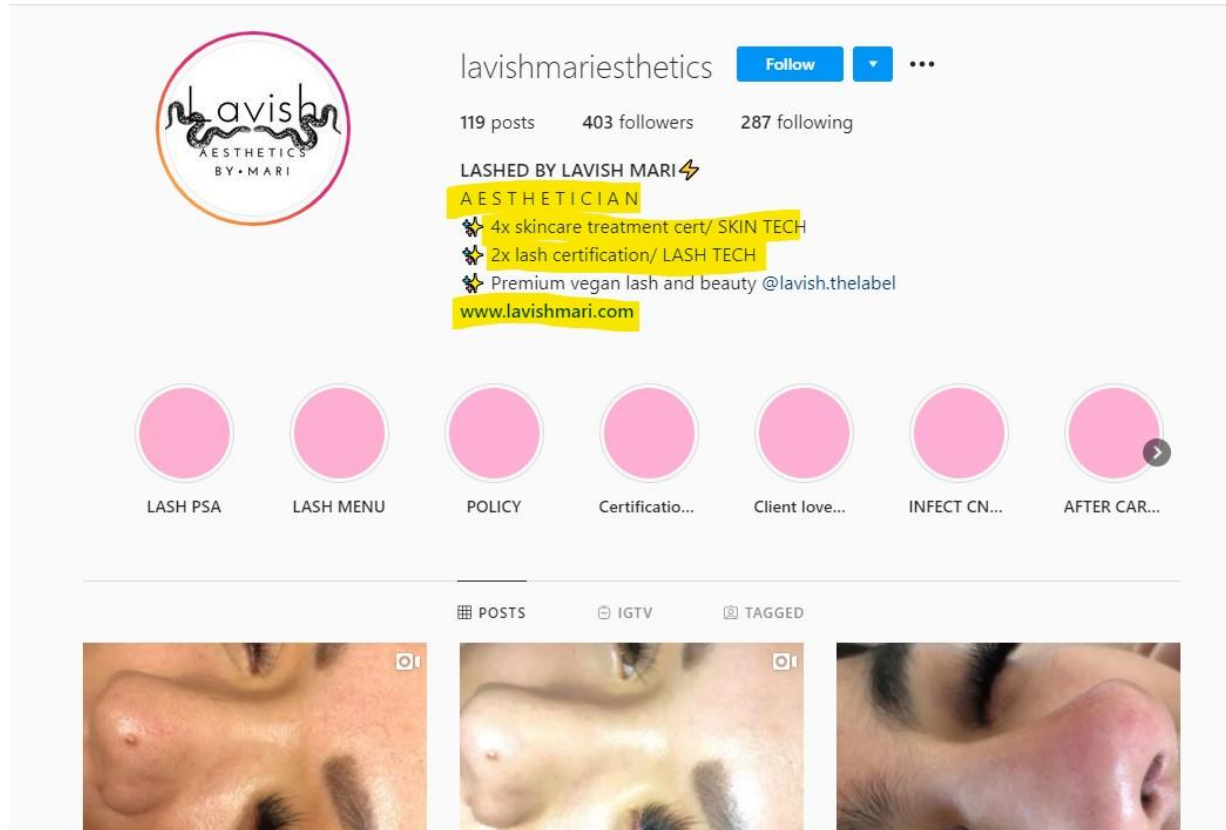 Lavish
AESTHETICS
BY•MARI
lavishmariesthetics Follow
119 posts 403 followers 287 following
LASHED BY LAVISH MARI⚡
A E S T H E T I C I A N
✨ 4x skincare treatment cert/ SKIN TECH
✨ 2x lash certification/ LASH TECH
✨ Premium vegan lash and beauty @lavish.thelabel
www.lavishmari.com
LASH PSA LASH MENU POLICY Certificatio... Client love... INFECT CN... AFTER CAR...
POSTS IGTV TAGGED